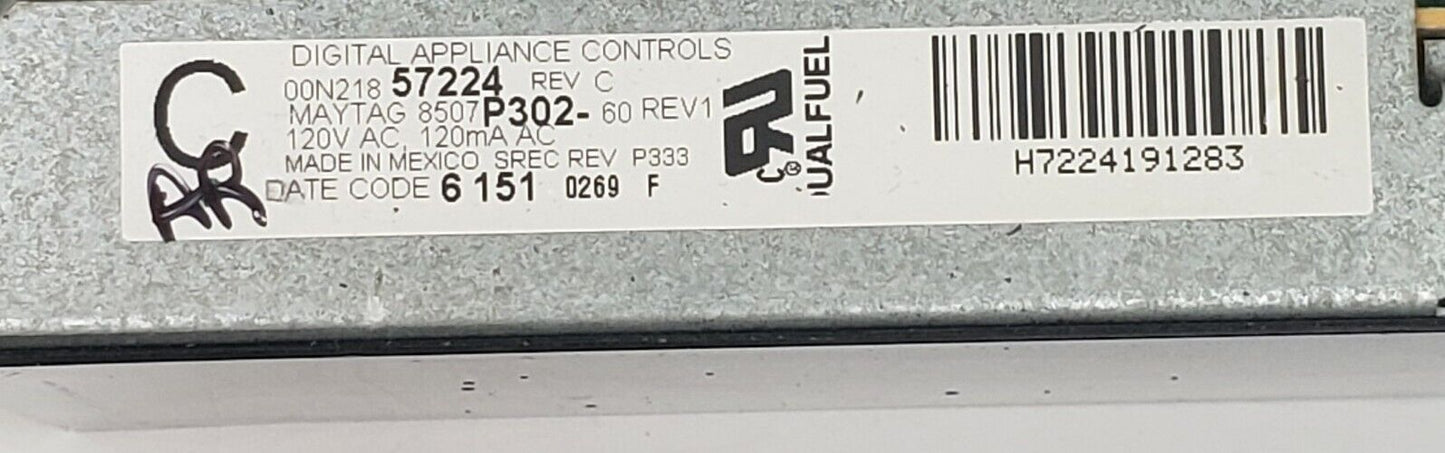 C
DIGITAL APPLIANCE CONTROLS
00N218 57224 REV C
MAYTAG 8507P302- 60 REV1
120V AC, 120mA AC
MADE IN MEXICO SREC REV P333
DATE CODE 6 151 0269 F
UALFUEL
H7224191283